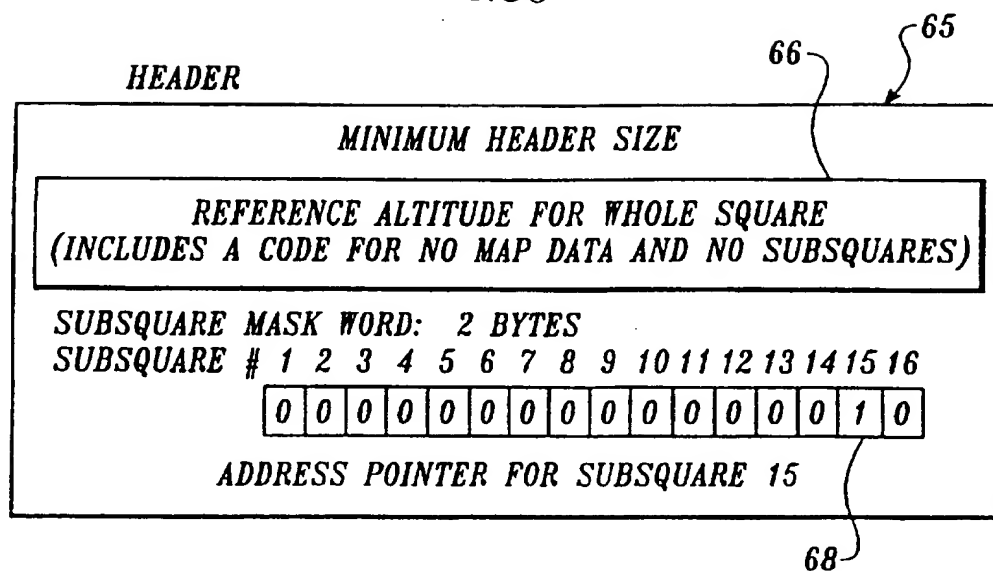 65
66
HEADER
MINIMUM HEADER SIZE
REFERENCE ALTITUDE FOR WHOLE SQUARE
(INCLUDES A CODE FOR NO MAP DATA AND NO SUBSQUARES)
SUBSQUARE MASK WORD: 2 BYTES
SUBSQUARE # 1 2 3 4 5 6 7 8 9 10 11 12 13 14 15 16
0 0 0 0 0 0 0 0 0 0 0 0 0 0 1 0
ADDRESS POINTER FOR SUBSQUARE 15
68